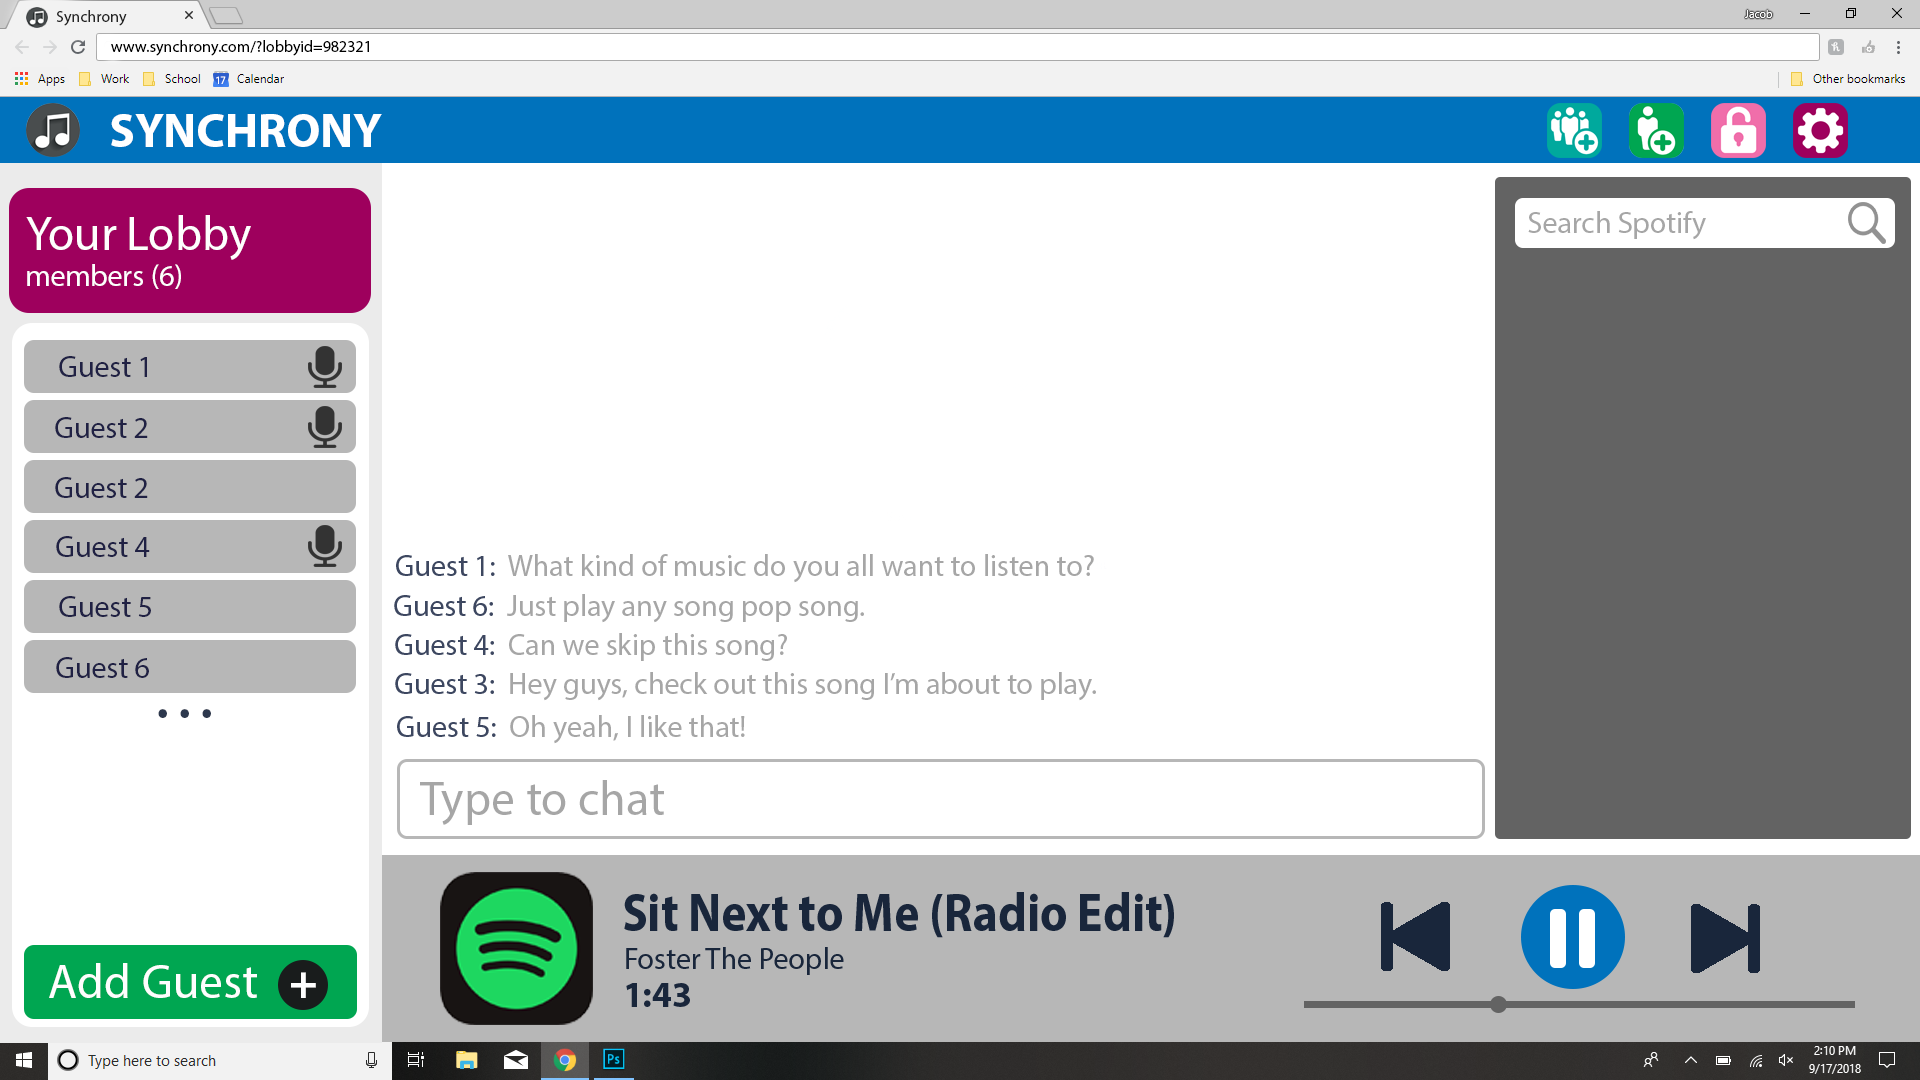 Synchrony
Jacob
www.synchrony.com/?lobbyid=982321
Apps
Work
School
17
Calendar
Other bookmarks
SYNCHRONY
Your Lobby
members (6)
Guest 1
Guest 2
Guest 2
Guest 4
Guest 5
Guest 6
• • •
Add Guest +
Guest 1: What kind of music do you all want to listen to?
Guest 6: Just play any song pop song.
Guest 4: Can we skip this song?
Guest 3: Hey guys, check out this song I'm about to play.
Guest 5: Oh yeah, I like that!
Type to chat
Search Spotify
Sit Next to Me (Radio Edit)
Foster The People
1:43
Type here to search
Ps
2:10 PM
9/17/2018